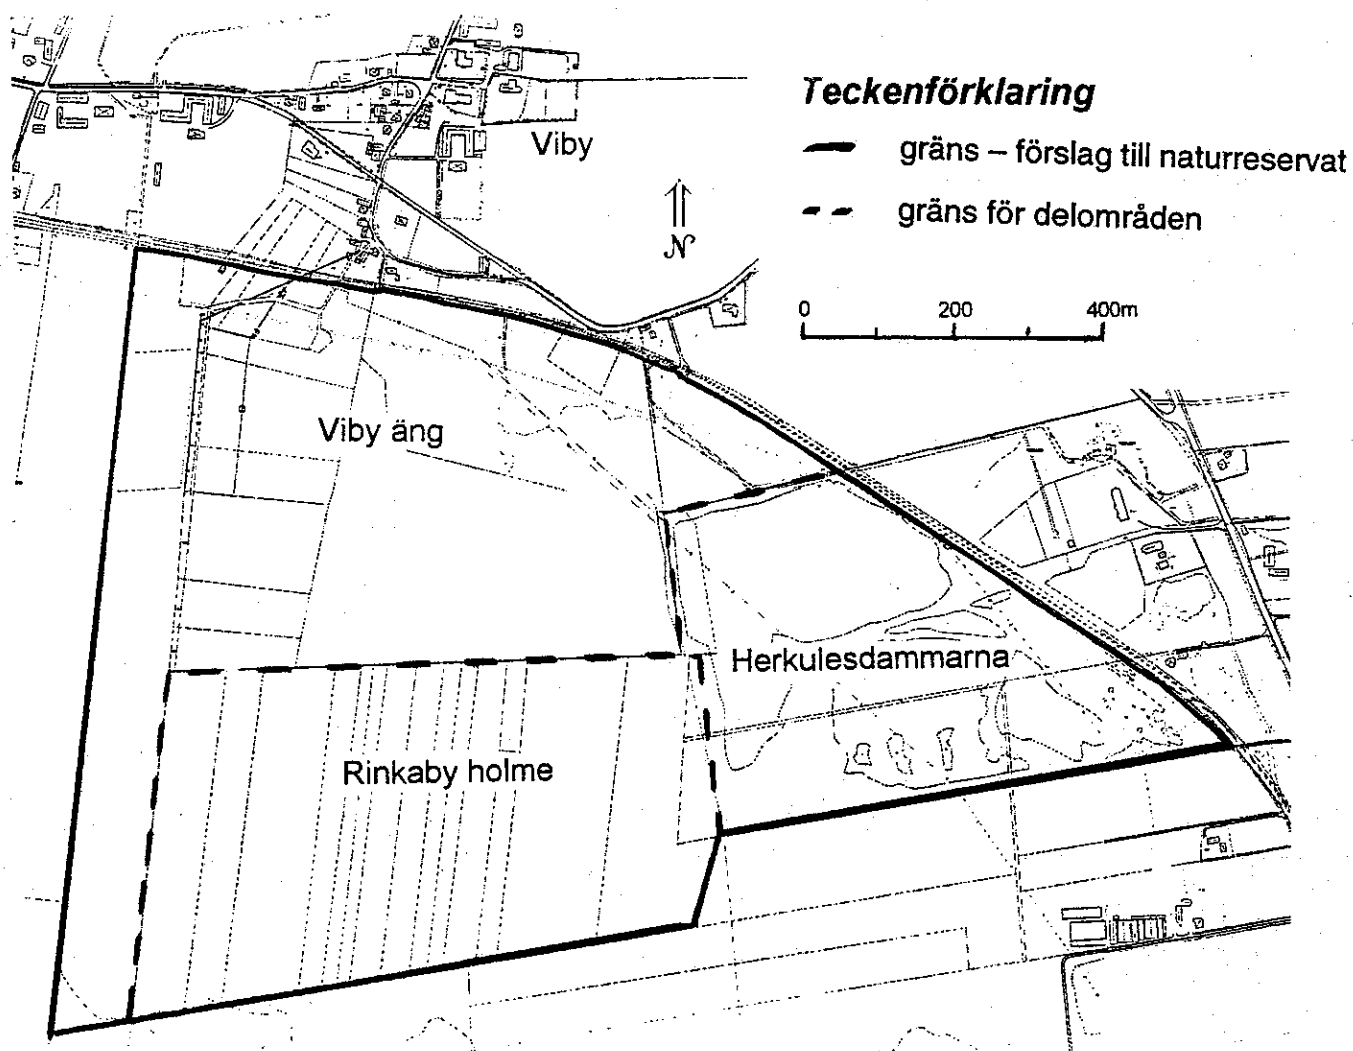 Teckenförklaring
gräns – förslag till naturreservat
gräns för delområden
Viby
N
0 200 400m
Viby äng
Herkulesdammarna
Rinkaby holme